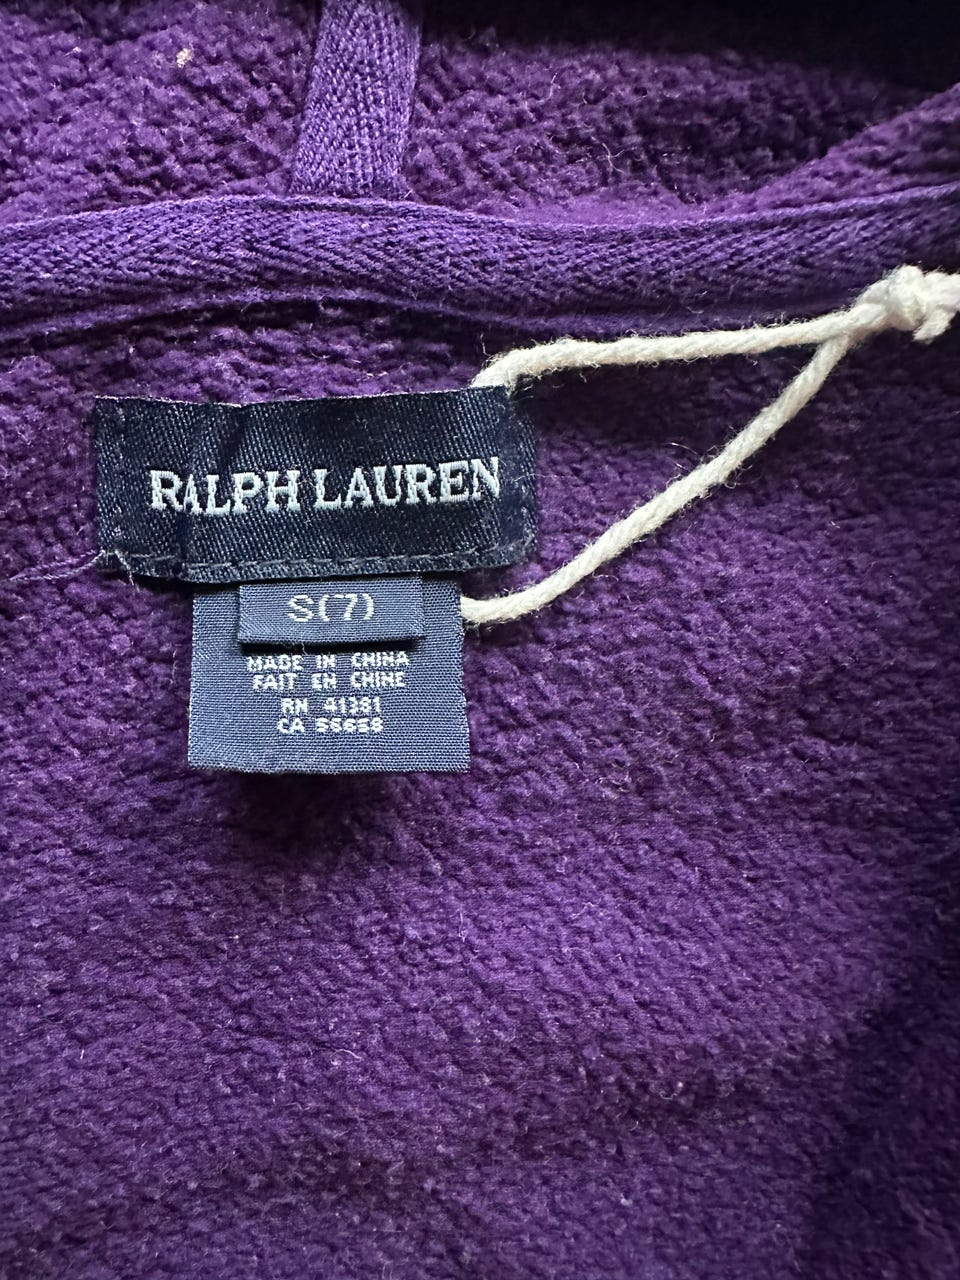 RALPH LAUREN
S(7)
MADE IN CHINA
FAIT EN CHINE
RN 41381
CA 56658